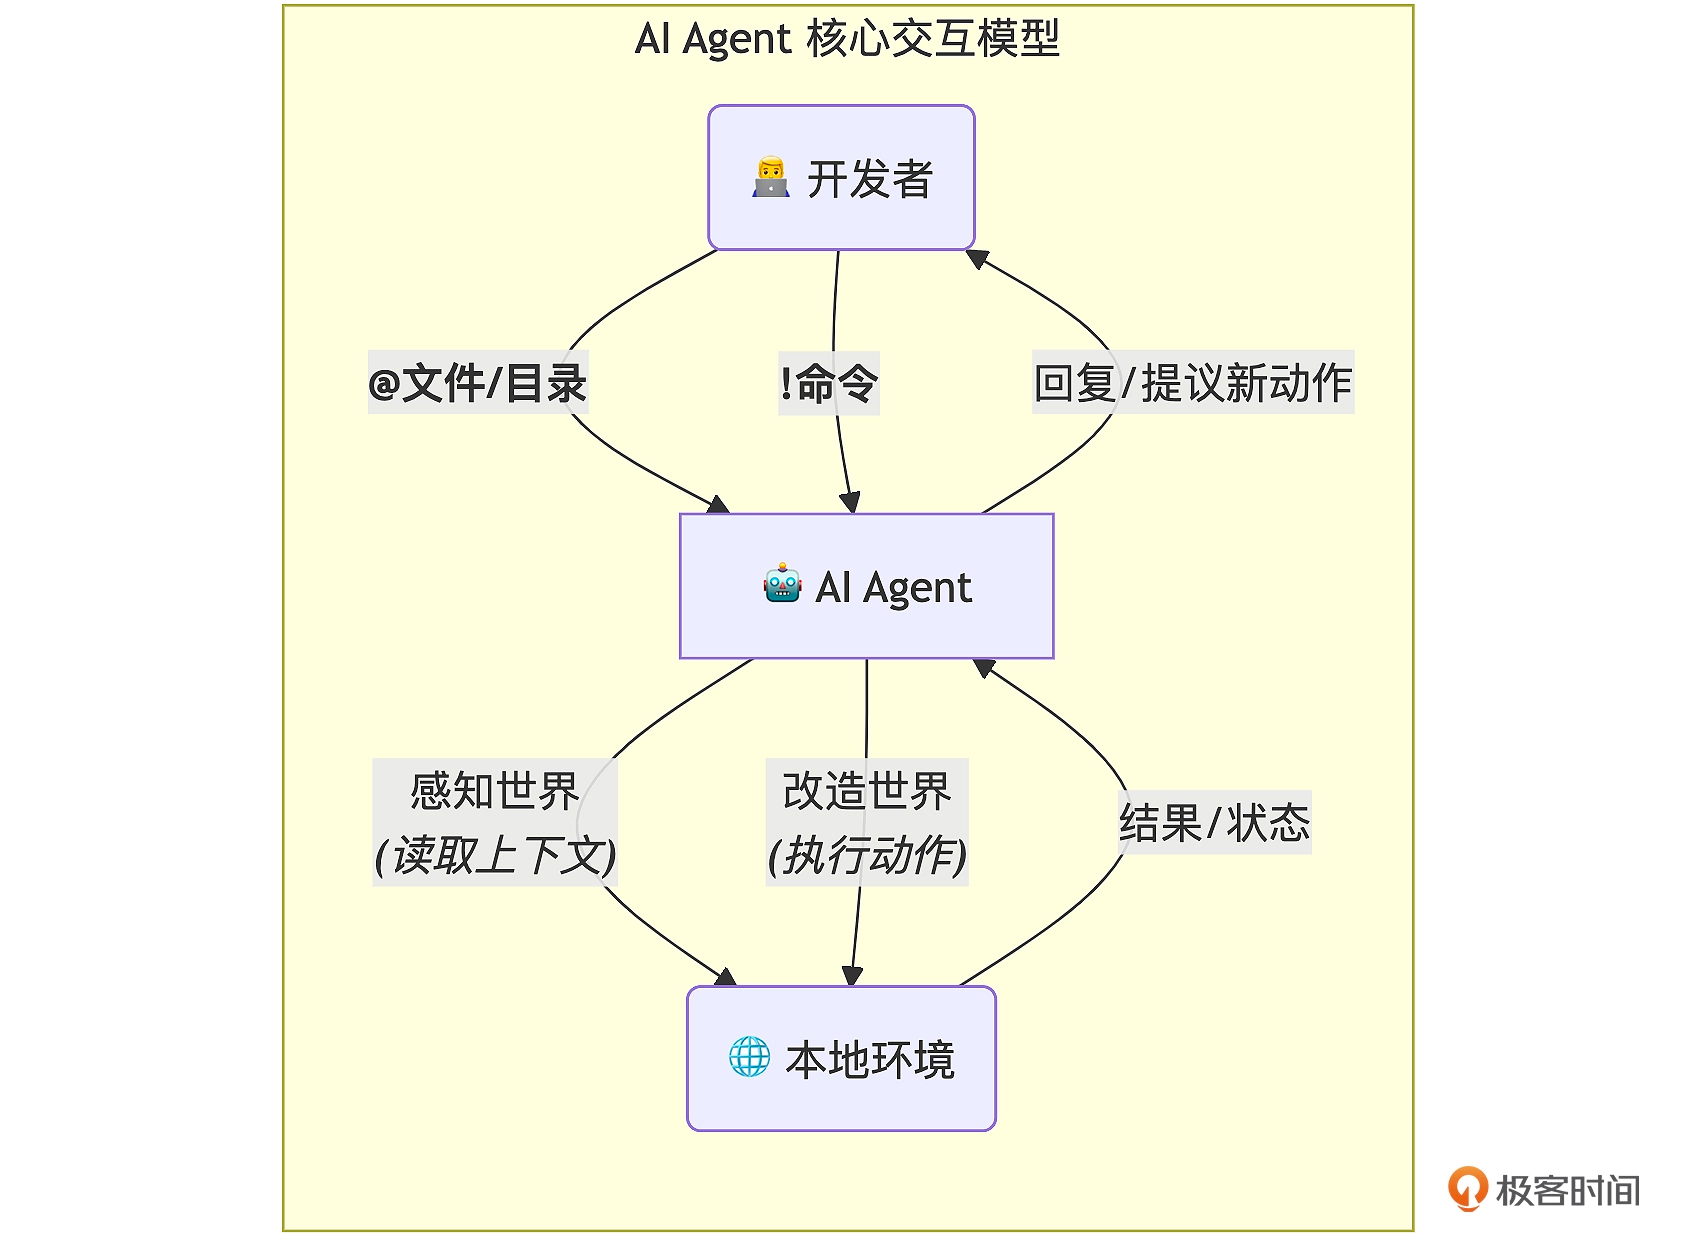 AI Agent 核心交互模型
开发者
@文件/目录
!命令
回复/提议新动作
AI Agent
感知世界
(读取上下文)
改造世界
(执行动作)
结果/状态
本地环境
极客时间